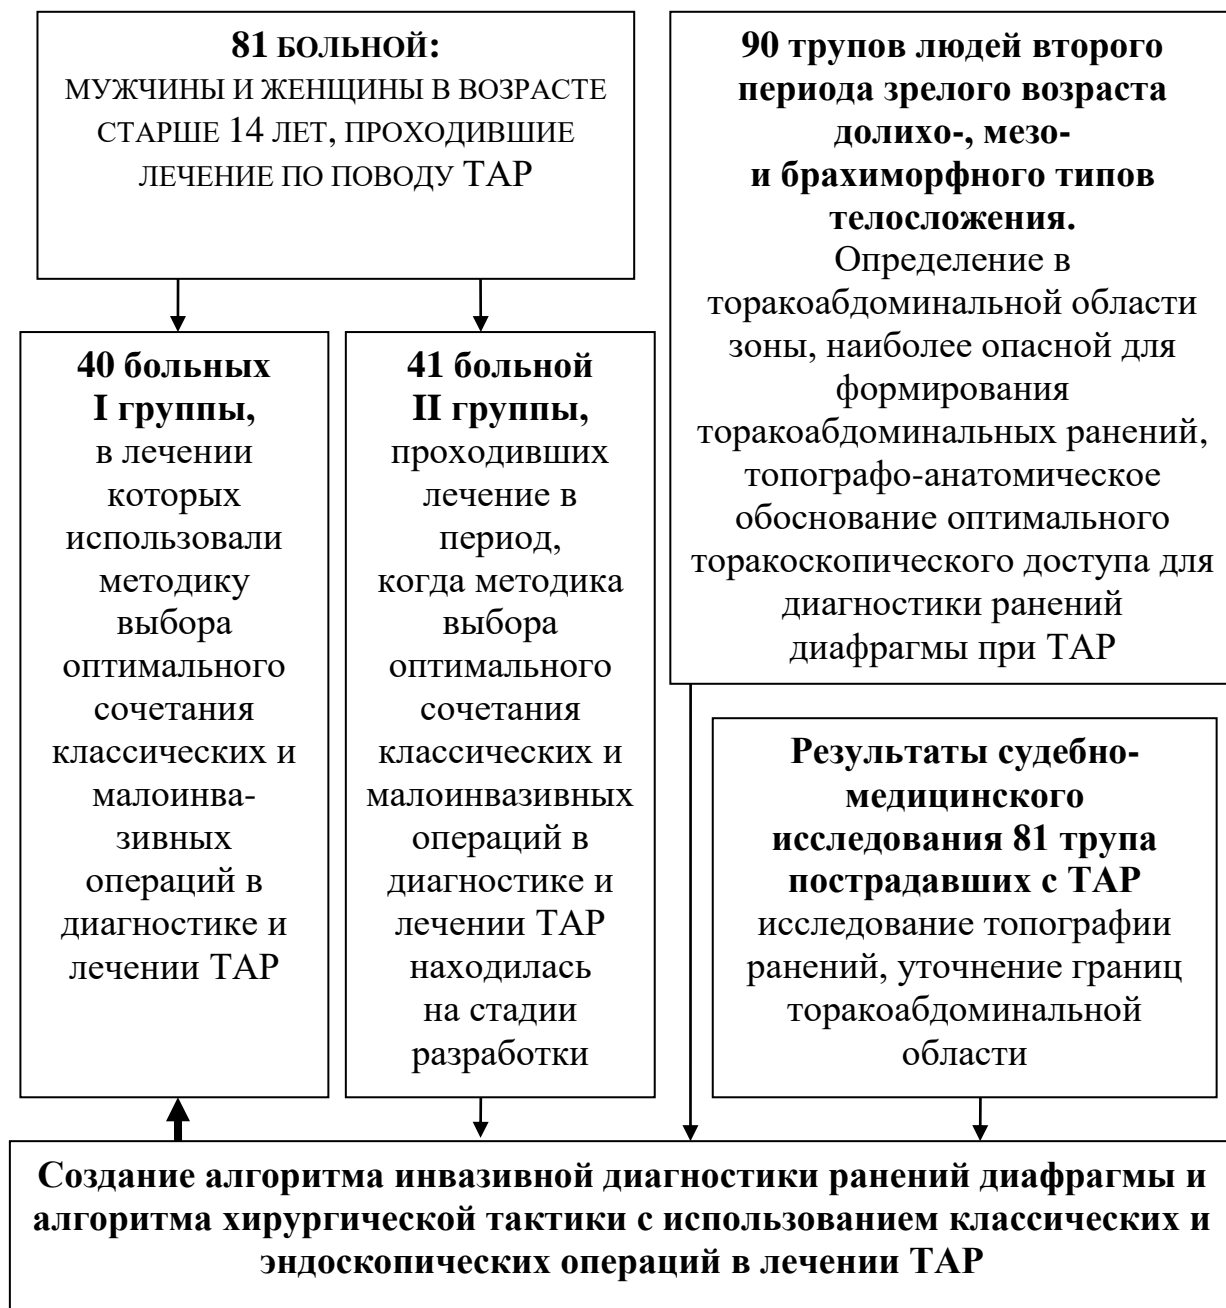 81 БОЛЬНОЙ:
МУЖЧИНЫ И ЖЕНЩИНЫ В ВОЗРАСТЕ
СТАРШЕ 14 ЛЕТ, ПРОХОДИВШИЕ
ЛЕЧЕНИЕ ПО ПОВОДУ ТАР
90 трупов людей второго
периода зрелого возраста
долихо-, мезо-
и брахиморфного типов
телосложения.
Определение в
торакоабдоминальной области
зоны, наиболее опасной для
формирования
торакоабдоминальных ранений,
топографо-анатомическое
обоснование оптимального
торакоскопического доступа для
диагностики ранений
диафрагмы при ТАР
40 больных
I группы,
в лечении
которых
использовали
методику
выбора
оптимального
сочетания
классических и
малоинва-
зивных
операций в
диагностике и
лечении ТАР
41 больной
II группы,
проходивших
лечение в
период,
когда методика
выбора
оптимального
сочетания
классических и
малоинвазивных
операций в
диагностике и
лечении ТАР
находилась
на стадии
разработки
Результаты судебно-
медицинского
исследования 81 трупа
пострадавших с ТАР
исследование топографии
ранений, уточнение границ
торакоабдоминальной
области
Создание алгоритма инвазивной диагностики ранений диафрагмы и
алгоритма хирургической тактики с использованием классических и
эндоскопических операций в лечении ТАР